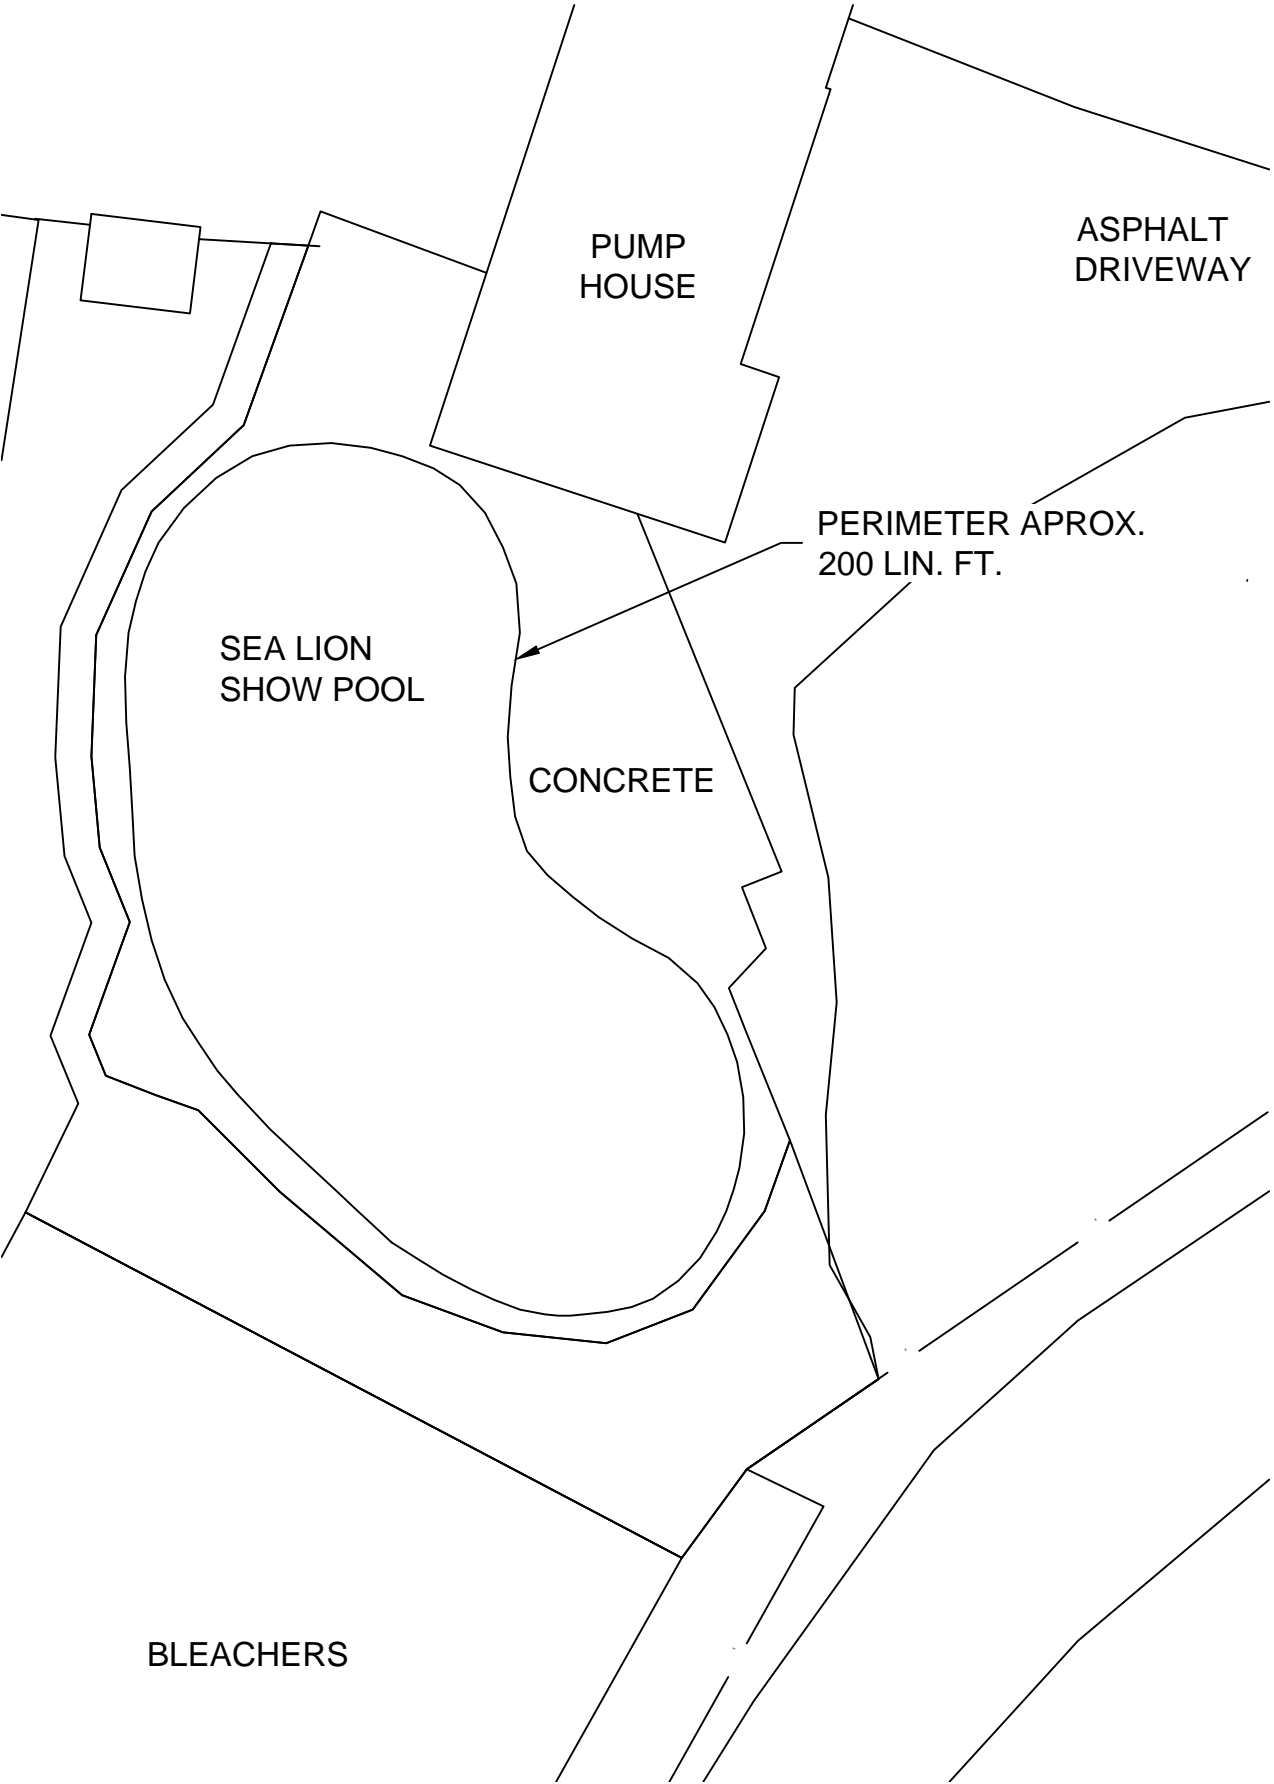 PUMP
HOUSE
ASPHALT
DRIVEWAY
PERIMETER APROX.
200 LIN. FT.
SEA LION
SHOW POOL
CONCRETE
BLEACHERS